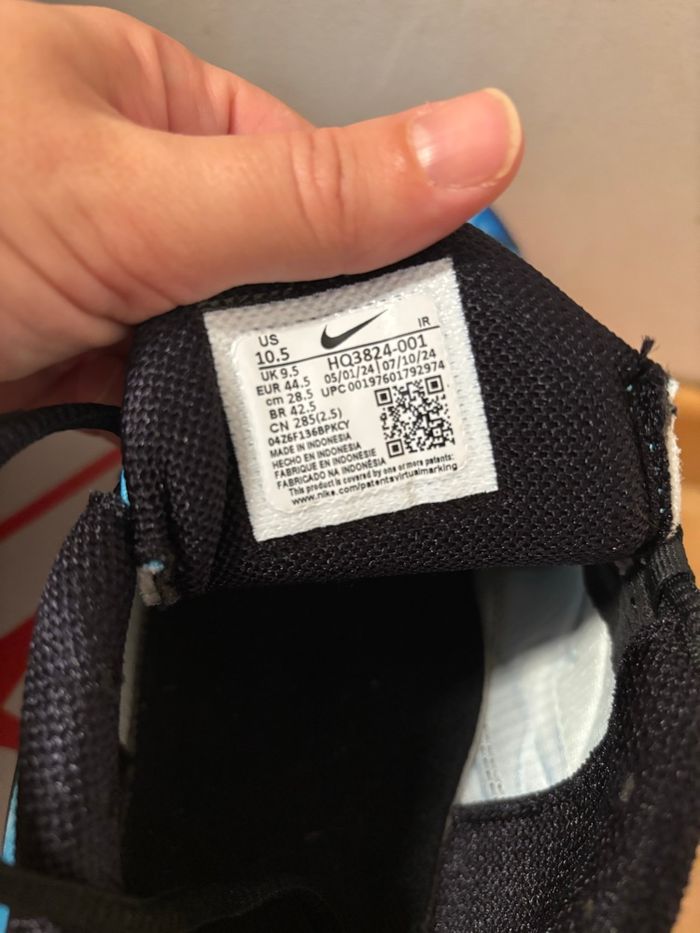 US
10.5
IR
UK 9.5
HQ3824-001
EUR 44.5
05/01/24 | 07/10/24
cm 28.5
UPC 00197601792974
BR 42.5
CN 285(2.5)
04Z6F136BPKCY
MADE IN INDONESIA
HECHO EN INDONESIA
FABRIQUE EN INDONESIE
FABRICADO NA INDONÉSIA
This product is covered by one or more patents:
www.nike.com/patentsvirtualmarking